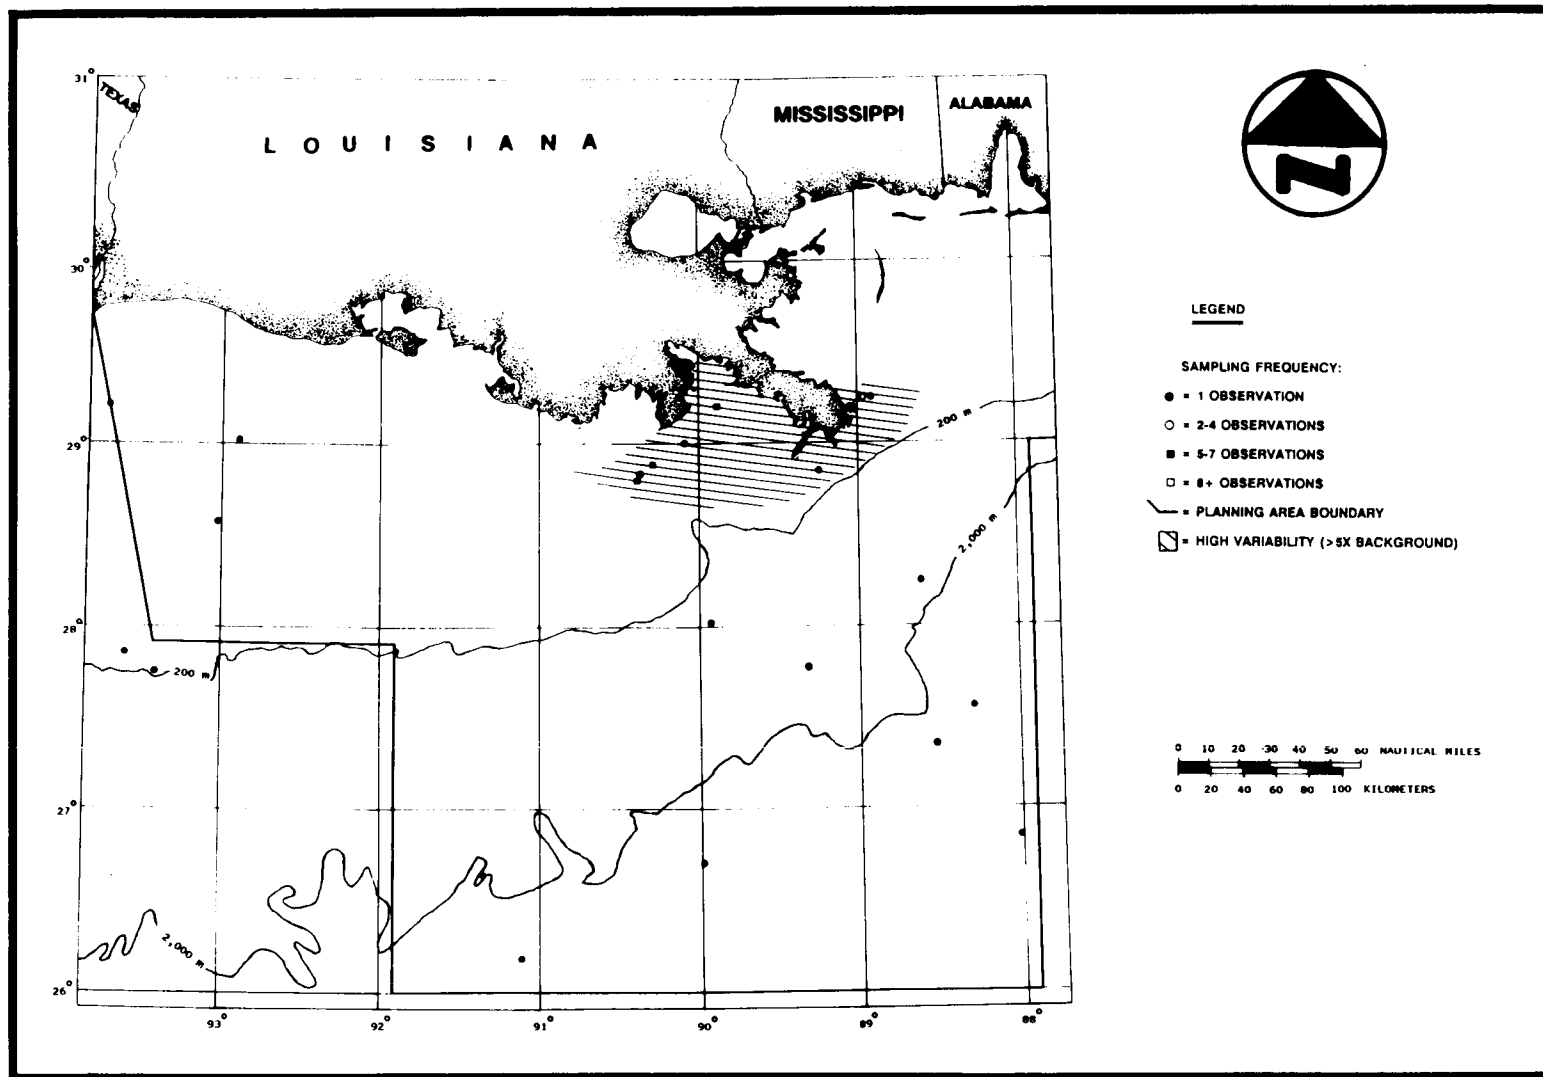 31°
TEXAS
LOUISIANA
MISSISSIPPI
ALABAMA
N
30°
29°
28°
27°
26°
200 m
2,000 m
200 m
2,000 m
93°
92°
91°
90°
89°
88°
LEGEND
SAMPLING FREQUENCY:
● = 1 OBSERVATION
○ = 2-4 OBSERVATIONS
■ = 5-7 OBSERVATIONS
□ = 8+ OBSERVATIONS
= PLANNING AREA BOUNDARY
= HIGH VARIABILITY (>5X BACKGROUND)
0 10 20 30 40 50 60 NAUTICAL MILES
0 20 40 60 80 100 KILOMETERS